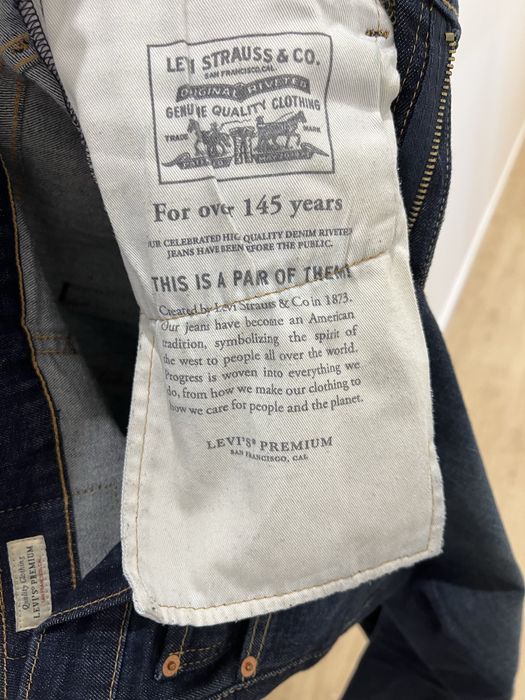 LEVI STRAUSS & CO.
SAN FRANCISCO, CAL.
ORIGINAL RIVETED
GENUINE QUALITY CLOTHING
TRADE MARK
For over 145 years
OUR CELEBRATED HIGH QUALITY DENIM RIVETED
JEANS HAVE BEEN BEFORE THE PUBLIC.
THIS IS A PAR OF THEM!
Created by Levi Strauss & Co in 1873.
Our jeans have become an American
tradition, symbolizing the spirit of
the west to people all over the world.
Progress is woven into everything we
do, from how we make our clothing to
how we care for people and the planet.
LEVI'S® PREMIUM
SAN FRANCISCO, CAL
Quality Clothing
LEVI'S® PREMIUM